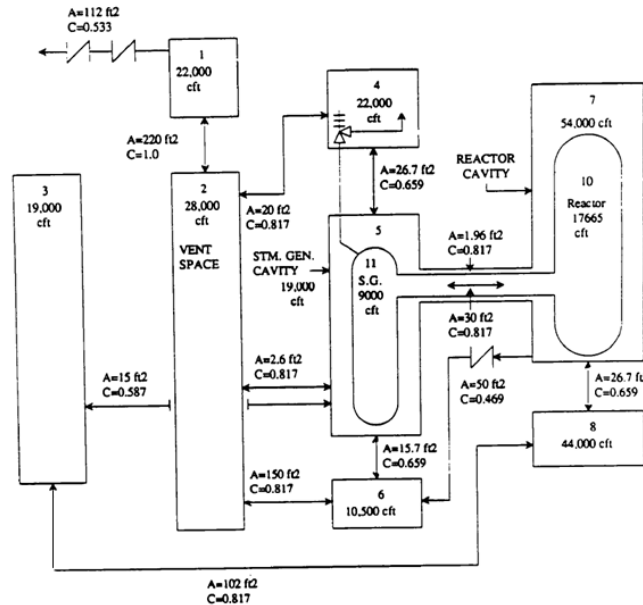 A=112 ft2
C=0.533
1
22,000
cft
A=220 ft2
C=1.0
4
22,000
cft
7
54,000 cft
REACTOR
CAVITY
3
19,000
cft
2
28,000
cft
VENT
SPACE
A=20 ft2
C=0.817
A=26.7 ft2
C=0.659
10
Reactor
17665
cft
5
STM. GEN.
CAVITY
19,000
cft
11
S.G.
9000
cft
A=1.96 ft2
C=0.817
A=30 ft2
C=0.817
A=2.6 ft2
C=0.817
A=15 ft2
C=0.587
A=50 ft2
C=0.469
A=26.7 ft
C=0.659
A=15.7 ft2
C=0.659
8
44,000 cft
A=150 ft2
C=0.817
6
10,500 cft
A=102 ft2
C=0.817